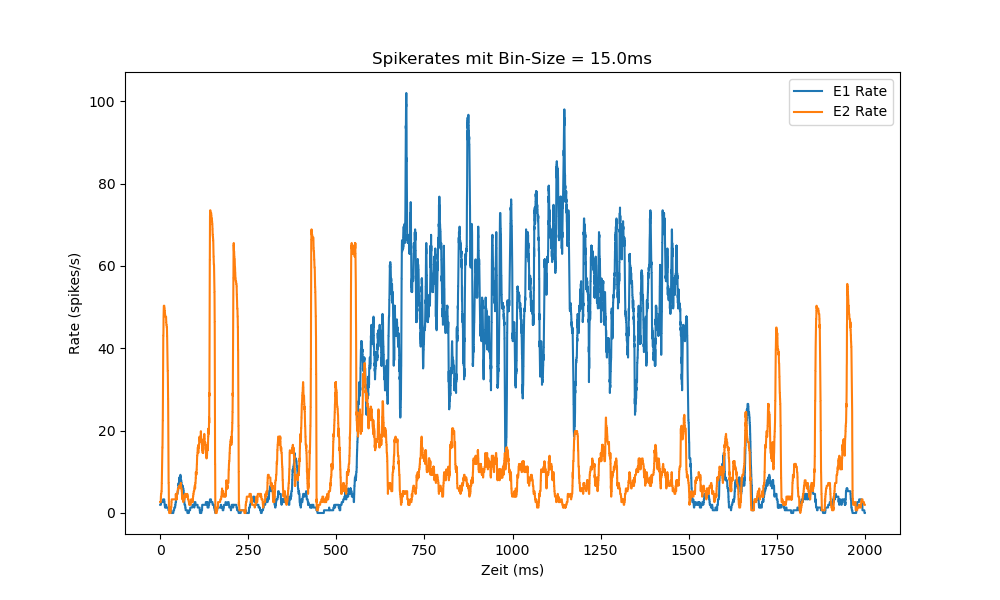 Spikerates mit Bin-Size = 15.0ms
E1 Rate
E2 Rate
Rate (spikes/s)
100
80
60
40
20
0
0 250 500 750 1000 1250 1500 1750 2000
Zeit (ms)